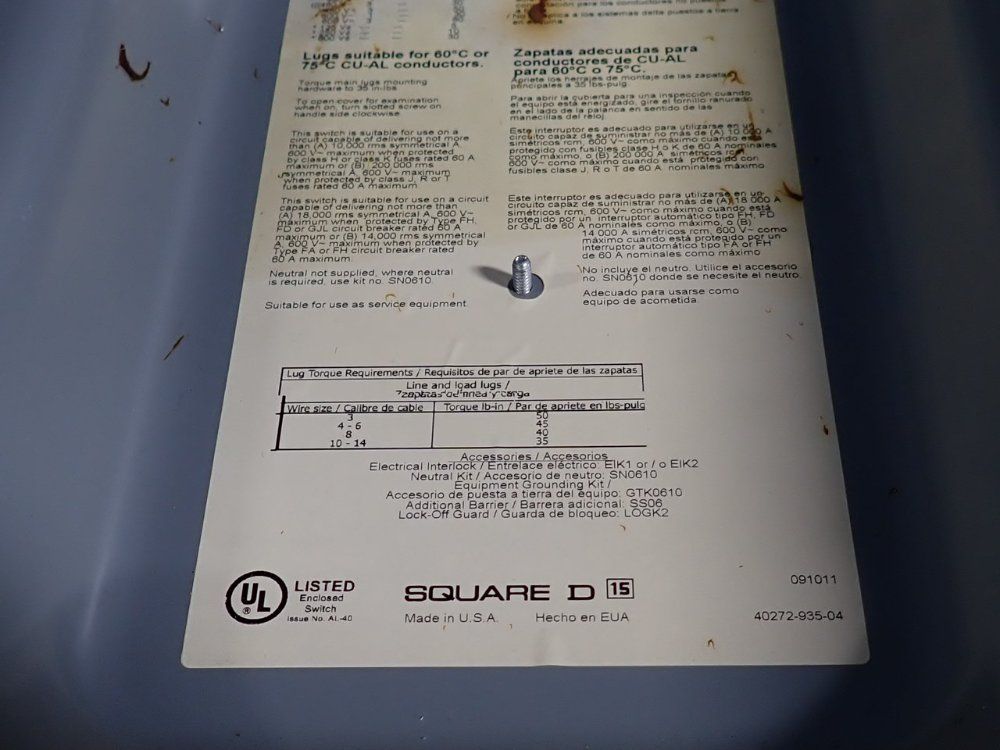 Lugs suitable for 60°C or
75°C CU-AL conductors.
Torque main lugs mounting
hardware to 35 in-lbs
To open cover for examination
when on, turn slotted screw on
handle side clockwise.
This switch is suitable for use on a
circuit capable of delivering not more
than (A) 10,000 rms symmetrical A
600 V~ maximum when protected
by class H or class K fuses rated 60 A
maximum or (B) 200,000 rms
symmetrical A, 600 V~ maximum
when protected by class J, R or T
fuses rated 60 A maximum
This switch is suitable for use on a circuit
capable of delivering not more than
(A) 18,000 rms symmetrical A, 600 V~
maximum when protected by Type FH,
FD or GJL circuit breaker rated 60 A
maximum or (B) 14,000 rms symmetrical
A, 600 V~ maximum when protected by
Type FA or FH circuit breaker rated
60 A maximum.
Neutral not supplied, where neutral
is required, use kit no. SN0610
Suitable for use as service equipment
a los sistemas delta puestos a tierra
Zapatas adecuadas para
conductores de CU-AL
para 60°C o 75°C.
Apriete los herrajes de montaje de las zapatas
principales a 35 lbs-pulg
Para abrir la cubierta para una inspección cuando
el equipo está energizado, gire el tornillo ranurado
en el lado de la palanca en sentido de las
manecillas del reloj.
Este interruptor es adecuado para utilizarse en un
circuito capaz de suministrar no más de (A) 10 000 A
simétricos rcm, 600 V~ como máximo cuando está
protegido con fusibles clase H o K de 60 A nominales
como máximo, o (B) 200 000 A simétricos rcm,
600 V~ como máximo cuando está protegido con
fusibles clase J, R o T de 60 A nominales máximo
Este interruptor es adecuado para utilizarse en un
circuito capaz de suministrar no más de (A) 18 000 A
simétricos rcm, 600 V~ como máximo cuando está
protegido por un interruptor automático tipo FH, FD
or GJL de 60 A nominales como máximo, o (B)
14 000 A simétricos rcm, 600 V~ como
máximo cuando está protegido por un
interruptor automático tipo FA or FH
de 60 A nominales como máximo
No incluye el neutro. Utilice el accesorio
no. SN0610 donde se necesite el neutro.
Adecuado para usarse como
equipo de acometida.
Lug Torque Requirements / Requisitos de par de apriete de las zapatas
Line and load lugs /
Wire size / Calibre de cable Torque lb-in / Par de apriete en lbs-pulg
3 50
4 - 6 45
8 40
10 - 14 35
Accessories / Accesorios
Electrical Interlock / Entrelace eléctrico: EIK1 or / o EIK2
Neutral Kit / Accesorio de neutro: SN0610
Equipment Grounding Kit /
Accesorio de puesta a tierra del equipo: GTK0610
Additional Barrier / Barrera adicional: SS06
Lock-Off Guard / Guarda de bloqueo: LOGK2
UL ®
LISTED
Enclosed
Switch
Issue No. AL-40
SQUARE D 15
Made in U.S.A. Hecho en EUA
091011
40272-935-04